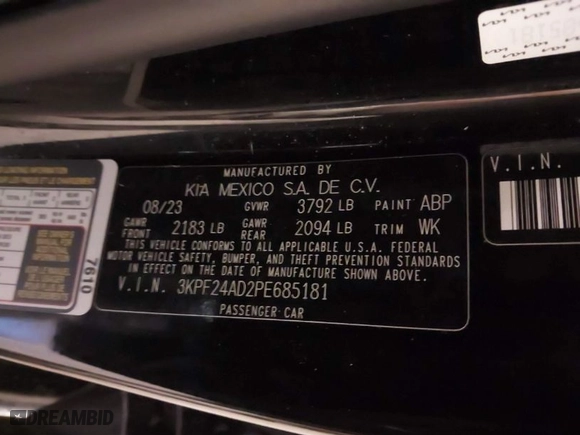 MANUFACTURED BY
KIA MEXICO S.A. DE C.V.
08/23 GVWR 3792 LB PAINT ABP
GAWR FRONT 2183 LB GAWR REAR 2094 LB TRIM WK
THIS VEHICLE CONFORMS TO ALL APPLICABLE U.S.A. FEDERAL
MOTOR VEHICLE SAFETY, BUMPER, AND THEFT PREVENTION STANDARDS
IN EFFECT ON THE DATE OF MANUFACTURE SHOWN ABOVE.
V.I.N. 3KPF24AD2PE685181
PASSENGER CAR
V.I.N.
7610
DREAMBID